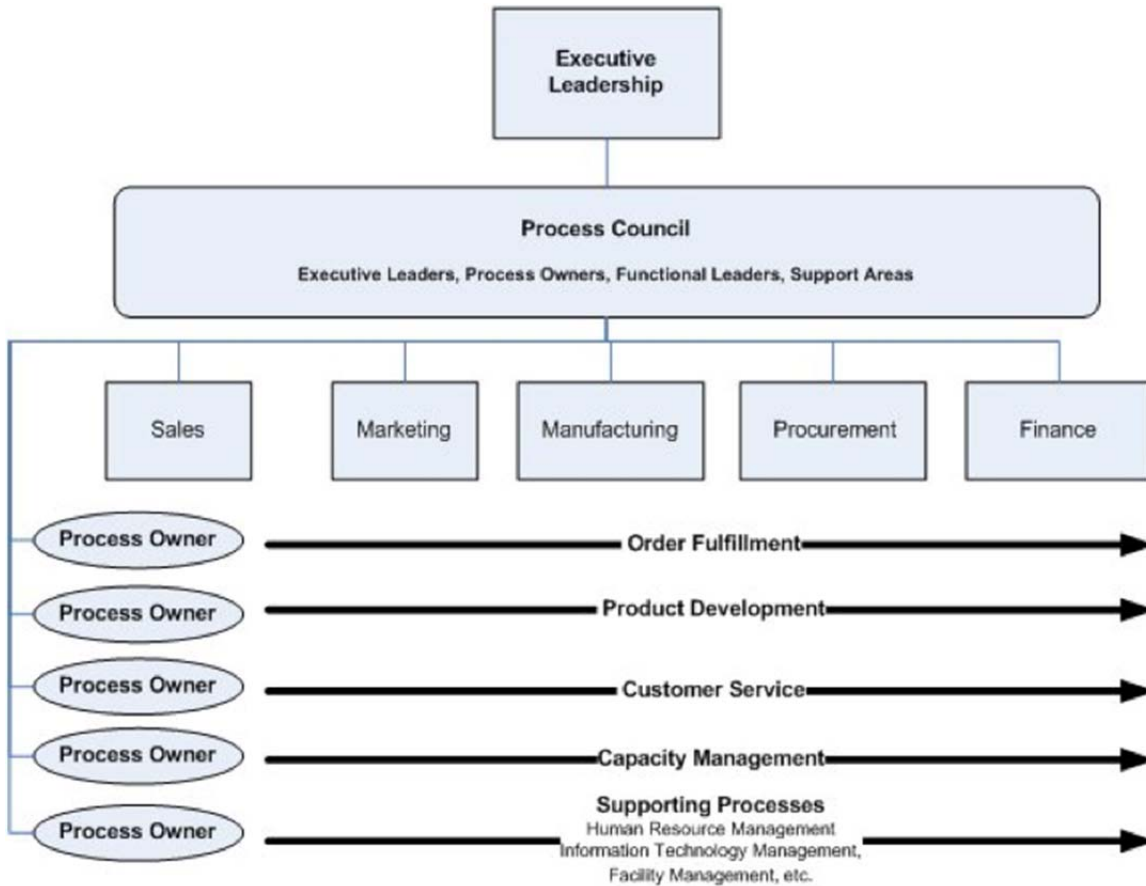 Executive
Leadership
Process Council
Executive Leaders, Process Owners, Functional Leaders, Support Areas
Sales
Marketing
Manufacturing
Procurement
Finance
Process Owner
Order Fulfillment
Process Owner
Product Development
Process Owner
Customer Service
Process Owner
Capacity Management
Process Owner
Supporting Processes
Human Resource Management
Information Technology Management,
Facility Management, etc.